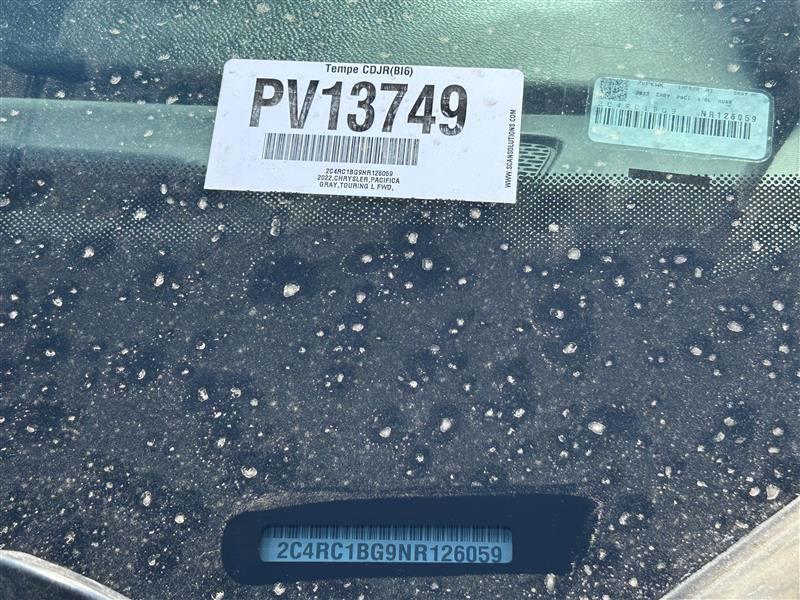 Tempe CDJR(BI6)
PV13749
2C4RC1BG9NR126059
2022,CHRYSLER,PACIFICA
GRAY,TOURING L FWD,
WWW.SCANSOLUTIONS.COM
NR126059
2C4RC1BG9NR126059